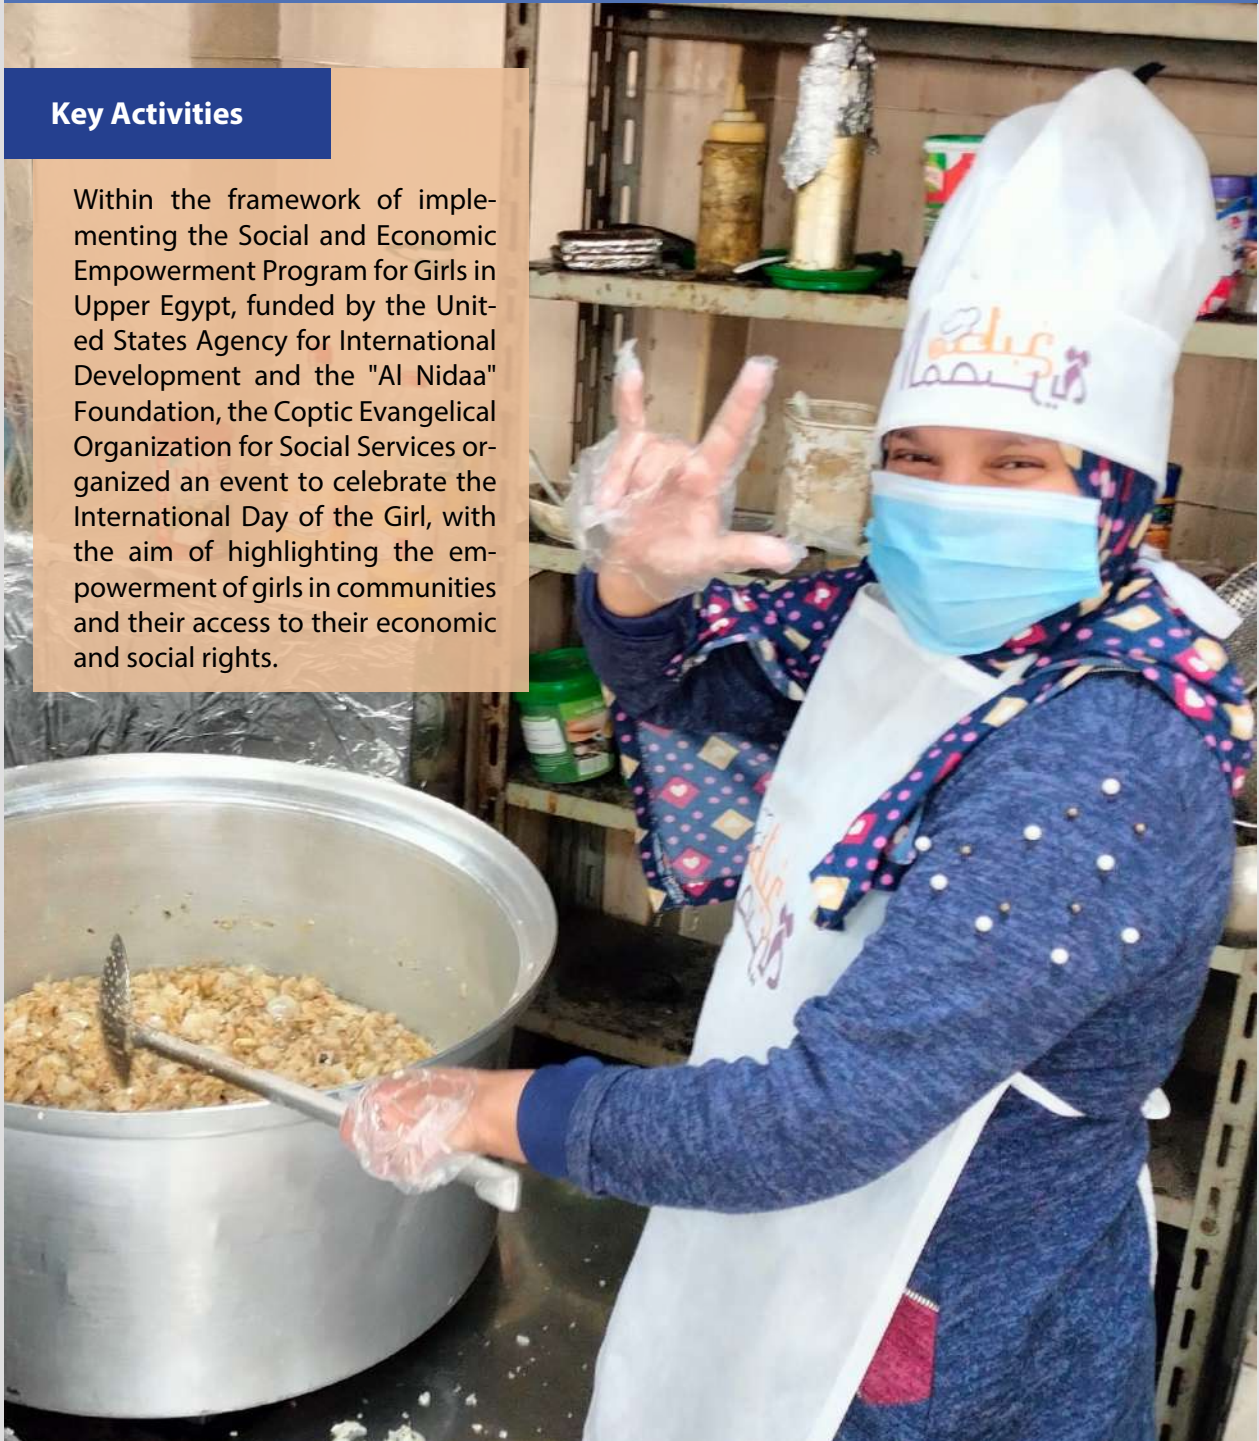 Key Activities
Within the framework of imple-
menting the Social and Economic
Empowerment Program for Girls in
Upper Egypt, funded by the Unit-
ed States Agency for International
Development and the "Al Nidaa"
Foundation, the Coptic Evangelical
Organization for Social Services or-
ganized an event to celebrate the
International Day of the Girl, with
the aim of highlighting the em-
powerment of girls in communities
and their access to their economic
and social rights.